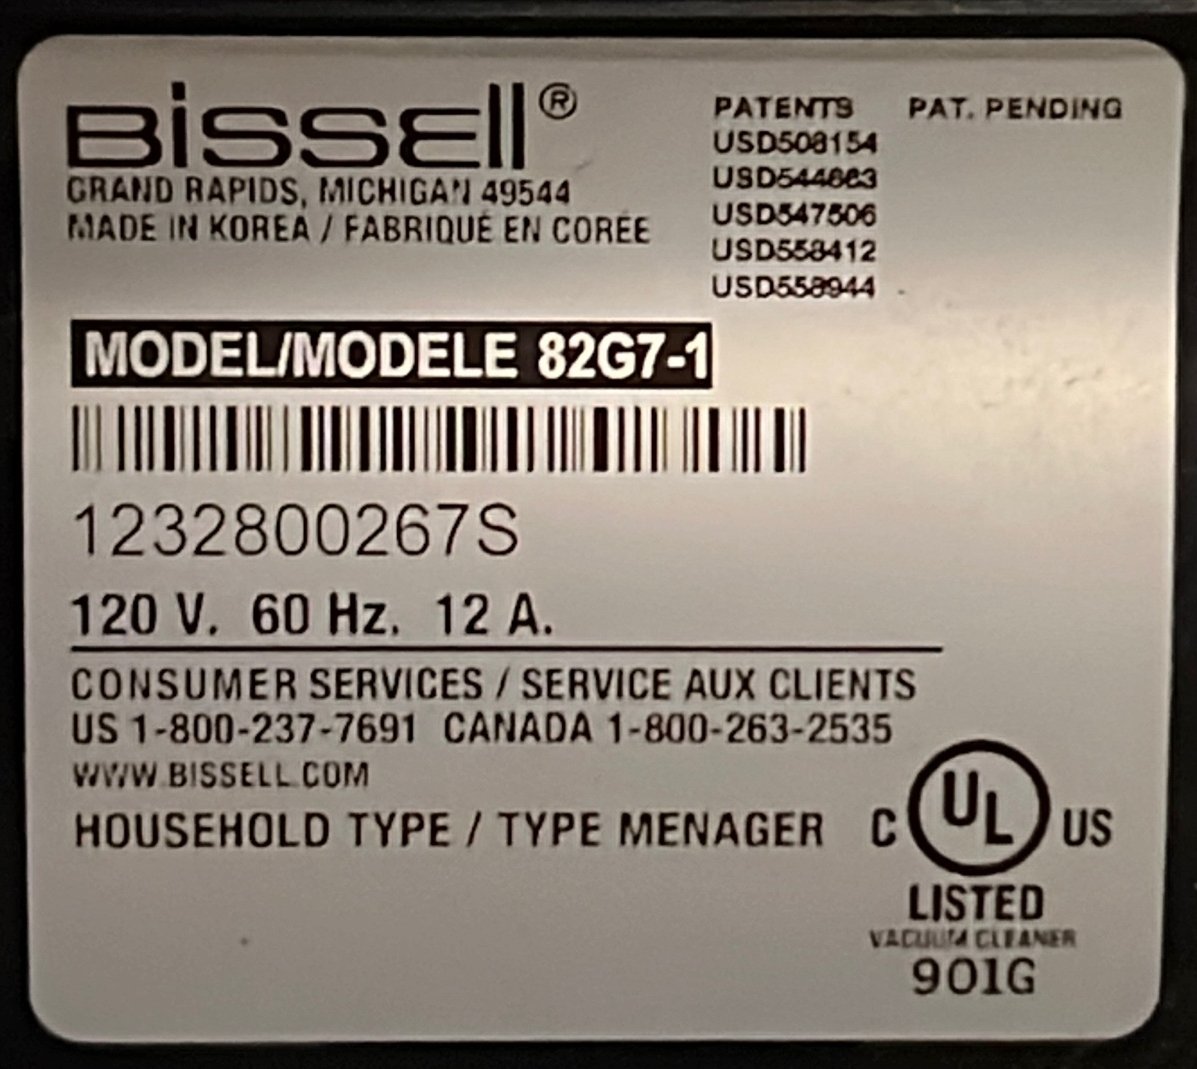 BISSELL®
GRAND RAPIDS, MICHIGAN 49544
MADE IN KOREA / FABRIQUÉ EN CORÉE
PATENTS PAT. PENDING
USD508154
USD544663
USD547506
USD558412
USD558944
MODEL/MODELE 82G7-1
1232800267S
120 V. 60 Hz. 12 A.
CONSUMER SERVICES / SERVICE AUX CLIENTS
US 1-800-237-7691 CANADA 1-800-263-2535
WWW.BISSELL.COM
HOUSEHOLD TYPE / TYPE MENAGER
C UL US
LISTED
VACUUM CLEANER
901G